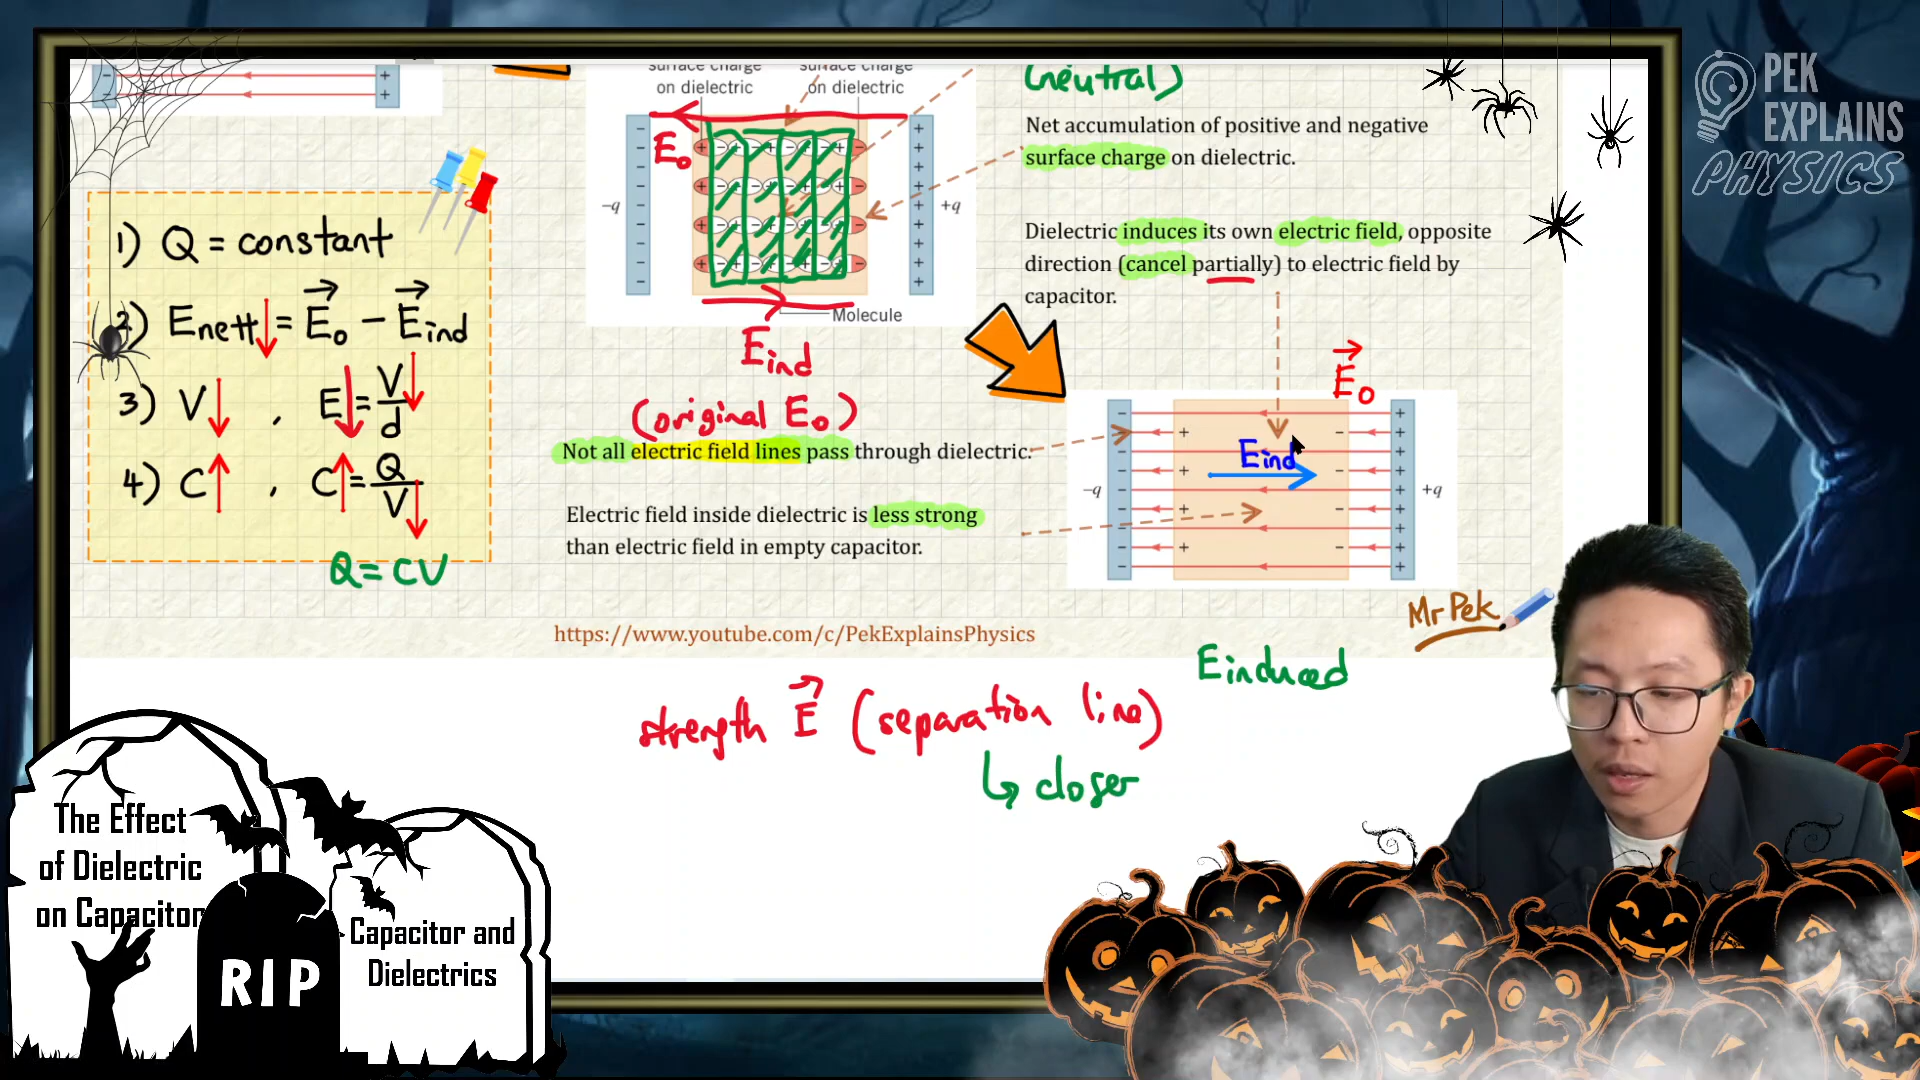 PEK
EXPLAINS
PHYSICS
surface charge
on dielectric
surface charge
on dielectric
(neutral)
Net accumulation of positive and negative
surface charge on dielectric.
Dielectric induces its own electric field, opposite
direction (cancel partially) to electric field by
capacitor.
E₀
−q
+q
Molecule
Eind
1) Q = constant
2) Enett↓ = E₀ − Eind
3) V↓ , E↓ = V↓/d
4) C↑ , C↑ = Q/V↓
Q = CV
(original E₀)
Not all electric field lines pass through dielectric.
Electric field inside dielectric is less strong
than electric field in empty capacitor.
E₀
Eind
−q
+q
Mr Pek
https://www.youtube.com/c/PekExplainsPhysics
Einduced
strength E (separation line)
↳ closer
The Effect
of Dielectric
on Capacitor
RIP
Capacitor and
Dielectrics